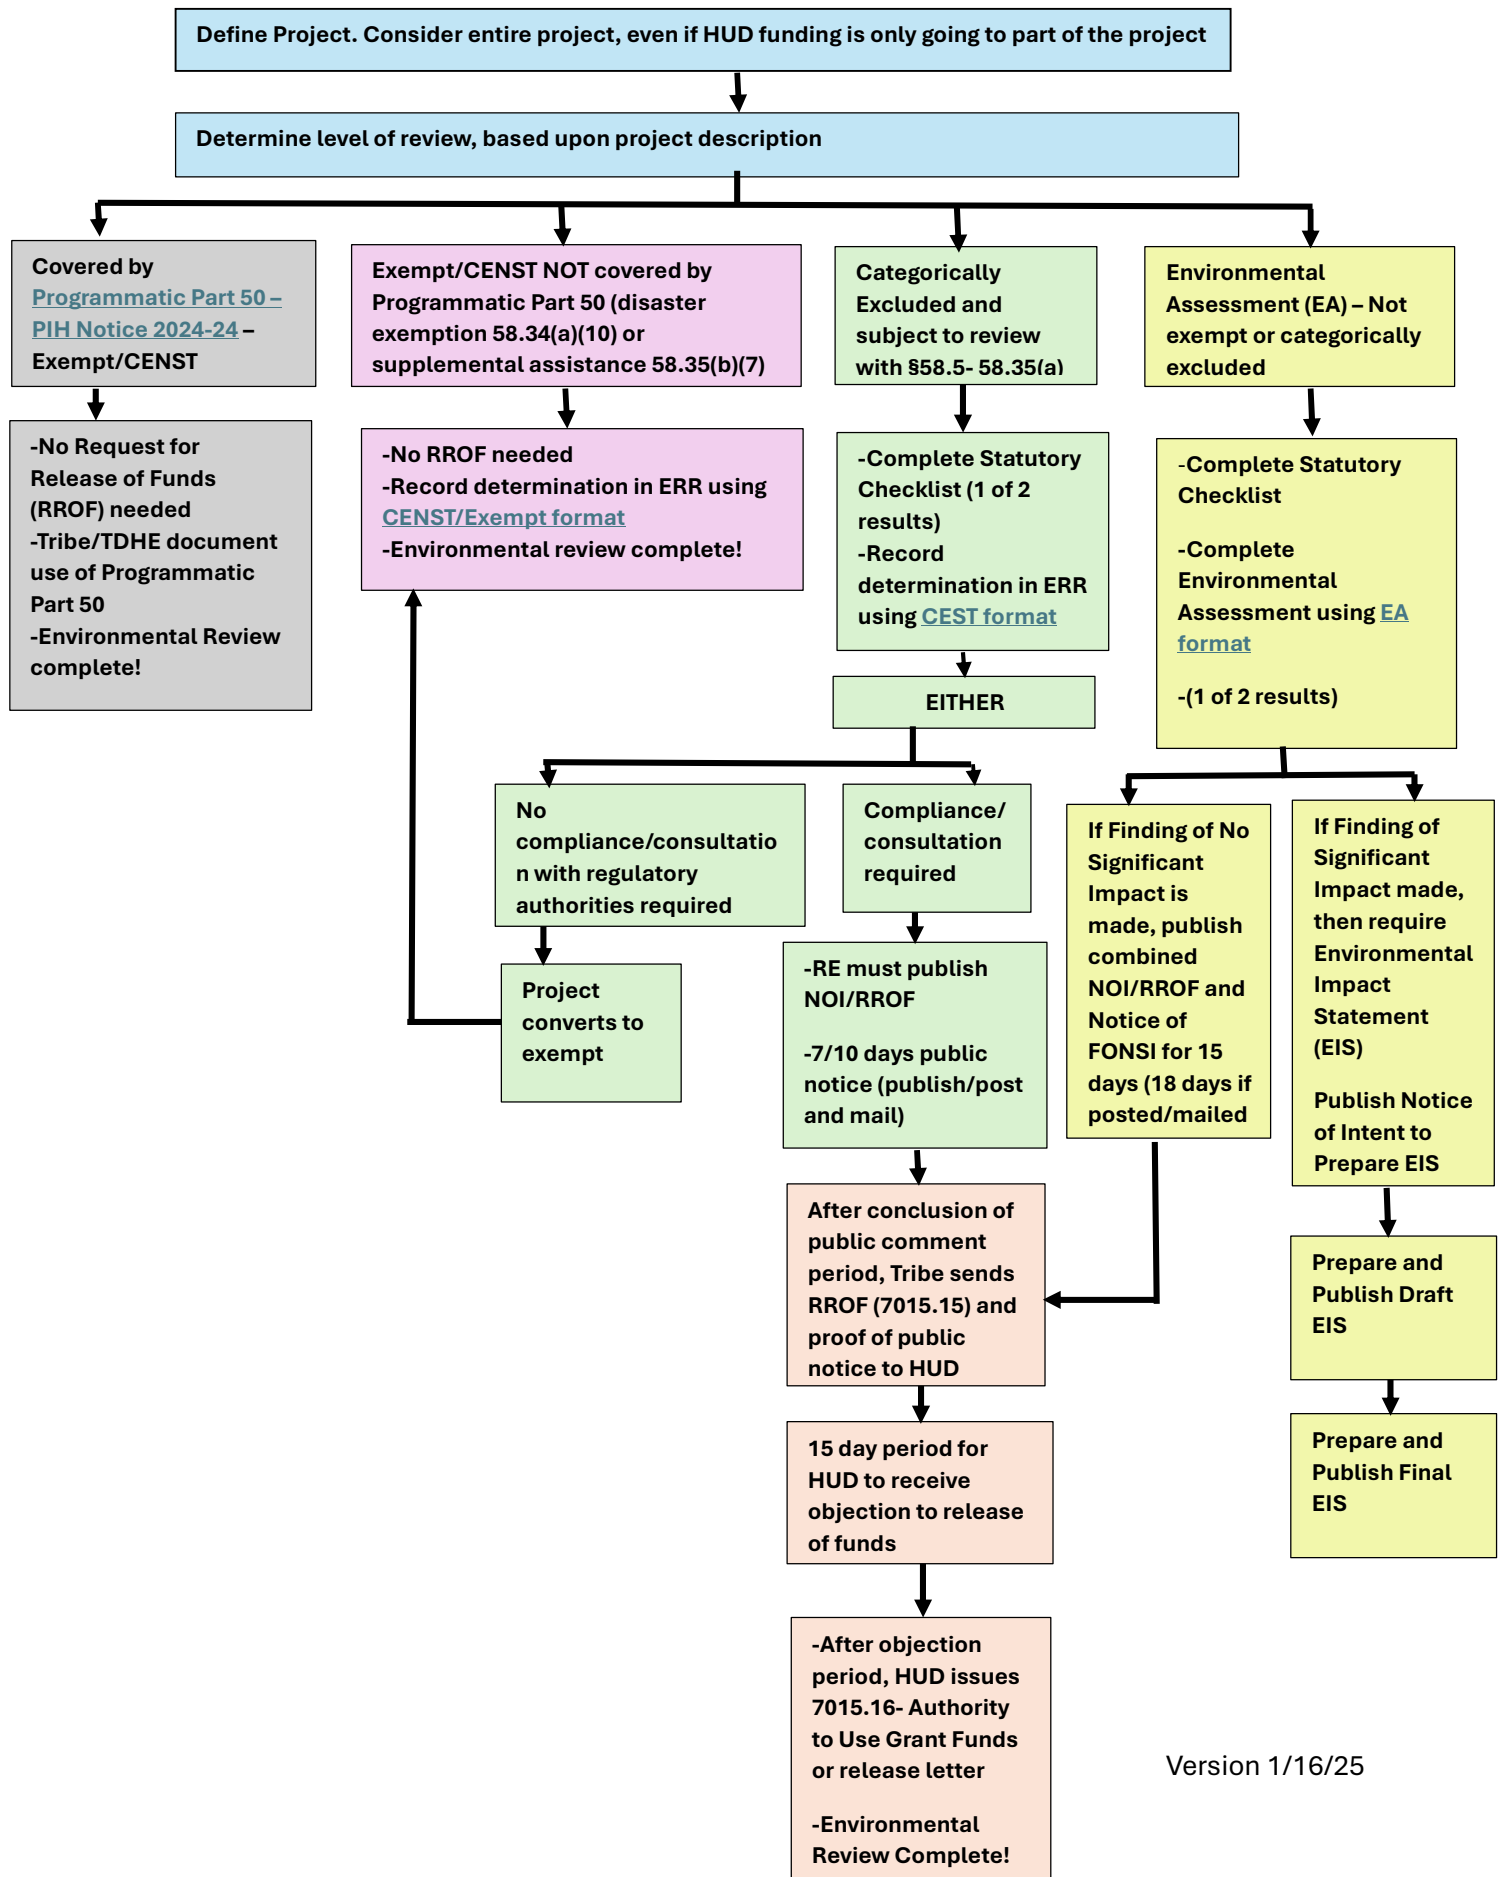 Define Project. Consider entire project, even if HUD funding is only going to part of the project
Determine level of review, based upon project description
Covered by
Programmatic Part 50 –
PIH Notice 2024-24 –
Exempt/CENST
Exempt/CENST NOT covered by
Programmatic Part 50 (disaster
exemption 58.34(a)(10) or
supplemental assistance 58.35(b)(7)
Categorically
Excluded and
subject to review
with §58.5- 58.35(a)
Environmental
Assessment (EA) – Not
exempt or categorically
excluded
-No Request for
Release of Funds
(RROF) needed
-Tribe/TDHE document
use of Programmatic
Part 50
-Environmental Review
complete!
-No RROF needed
-Record determination in ERR using
CENST/Exempt format
-Environmental review complete!
-Complete Statutory
Checklist (1 of 2
results)
-Record
determination in ERR
using CEST format
-Complete Statutory
Checklist
-Complete
Environmental
Assessment using EA
format
-(1 of 2 results)
EITHER
No
compliance/consultatio
n with regulatory
authorities required
Compliance/
consultation
required
If Finding of No
Significant
Impact is
made, publish
combined
NOI/RROF and
Notice of
FONSI for 15
days (18 days if
posted/mailed
If Finding of
Significant
Impact made,
then require
Environmental
Impact
Statement
(EIS)
Publish Notice
of Intent to
Prepare EIS
Project
converts to
exempt
-RE must publish
NOI/RROF
-7/10 days public
notice (publish/post
and mail)
After conclusion of
public comment
period, Tribe sends
RROF (7015.15) and
proof of public
notice to HUD
Prepare and
Publish Draft
EIS
15 day period for
HUD to receive
objection to release
of funds
Prepare and
Publish Final
EIS
-After objection
period, HUD issues
7015.16- Authority
to Use Grant Funds
or release letter
-Environmental
Review Complete!
Version 1/16/25